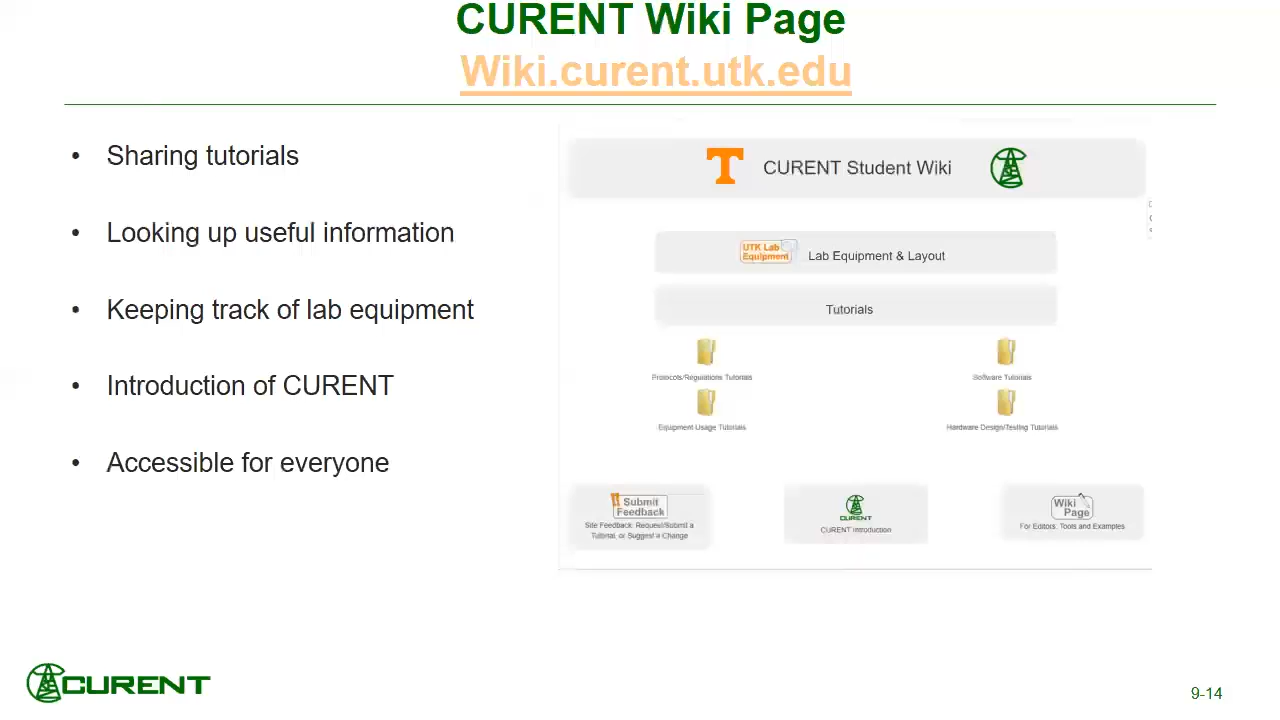 CURENT Wiki Page
Wiki.curent.utk.edu
• Sharing tutorials
• Looking up useful information
• Keeping track of lab equipment
• Introduction of CURENT
• Accessible for everyone
T CURENT Student Wiki
UTK Lab
Equipment
Lab Equipment & Layout
Tutorials
Protocols/Regulations Tutorials
Software Tutorials
Equipment Usage Tutorials
Hardware Design/Testing Tutorials
Submit
Feedback
Site Feedback: Request/Submit a
Tutorial, or Suggest a Change
CURENT
CURENT Introduction
Wiki
Page
For Editors: Tools and Examples
CURENT
9-14